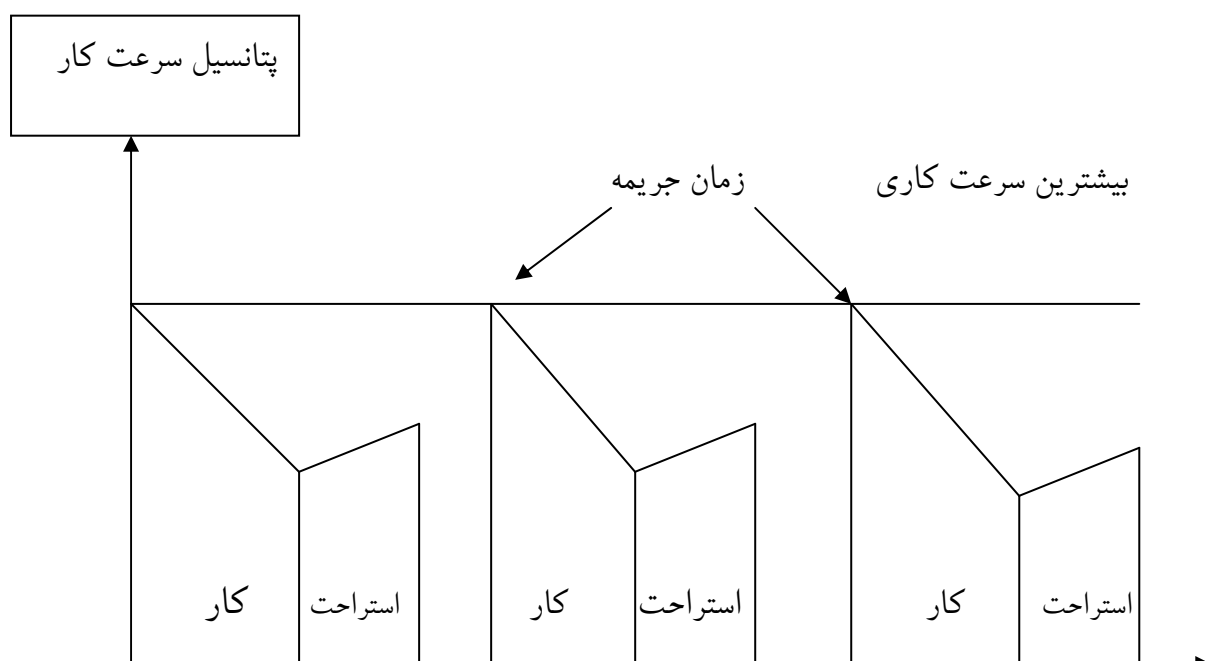 پتانسیل سرعت کار
بیشترین سرعت کاری
زمان جریمه
کار
استراحت
کار
استراحت
کار
استراحت